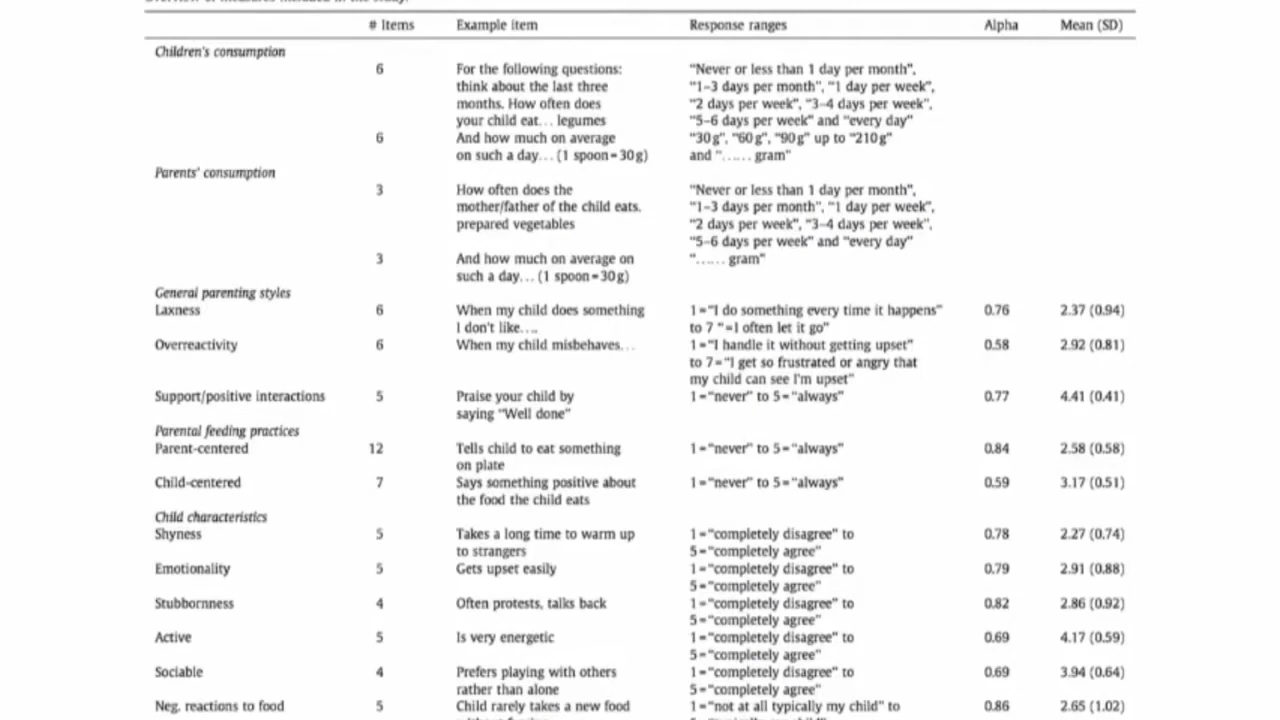 Overview of measures included in the study.
# Items Example item Response ranges Alpha Mean (SD)
Children's consumption
6 For the following questions: "Never or less than 1 day per month",
think about the last three "1–3 days per month", "1 day per week",
months. How often does "2 days per week", "3–4 days per week",
your child eat... legumes "5–6 days per week" and "every day"
6 And how much on average "30g", "60g", "90g" up to "210g"
on such a day... (1 spoon=30g) and "...... gram"
Parents' consumption
3 How often does the "Never or less than 1 day per month",
mother/father of the child eats. "1–3 days per month", "1 day per week",
prepared vegetables "2 days per week", "3–4 days per week",
"5–6 days per week" and "every day"
3 And how much on average on "...... gram"
such a day... (1 spoon=30g)
General parenting styles
Laxness 6 When my child does something 1="I do something every time it happens" 0.76 2.37 (0.94)
I don't like.... to 7 "=I often let it go"
Overreactivity 6 When my child misbehaves... 1="I handle it without getting upset" 0.58 2.92 (0.81)
to 7="I get so frustrated or angry that
my child can see I'm upset"
Support/positive interactions 5 Praise your child by 1="never" to 5="always" 0.77 4.41 (0.41)
saying "Well done"
Parental feeding practices
Parent-centered 12 Tells child to eat something 1="never" to 5="always" 0.84 2.58 (0.58)
on plate
Child-centered 7 Says something positive about 1="never" to 5="always" 0.59 3.17 (0.51)
the food the child eats
Child characteristics
Shyness 5 Takes a long time to warm up 1="completely disagree" to 0.78 2.27 (0.74)
to strangers 5="completely agree"
Emotionality 5 Gets upset easily 1="completely disagree" to 0.79 2.91 (0.88)
5="completely agree"
Stubbornness 4 Often protests, talks back 1="completely disagree" to 0.82 2.86 (0.92)
5="completely agree"
Active 5 Is very energetic 1="completely disagree" to 0.69 4.17 (0.59)
5="completely agree"
Sociable 4 Prefers playing with others 1="completely disagree" to 0.69 3.94 (0.64)
rather than alone 5="completely agree"
Neg. reactions to food 5 Child rarely takes a new food 1="not at all typically my child" to 0.86 2.65 (1.02)